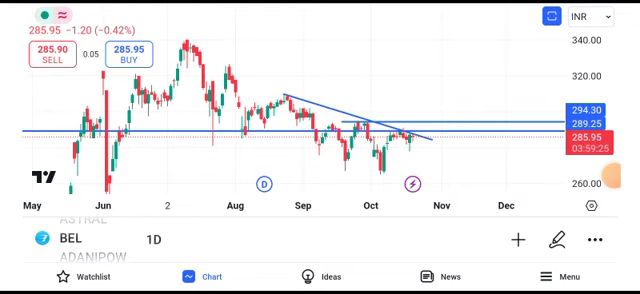 INR
285.95 −1.20 (−0.42%)
285.90
SELL
0.05
285.95
BUY
340.00
320.00
294.30
289.25
285.95
03:59:25
260.00
D
May Jun 2 Aug Sep Oct Nov Dec
ASTRAL
BEL 1D
ADANIPOW
Watchlist Chart Ideas News Menu